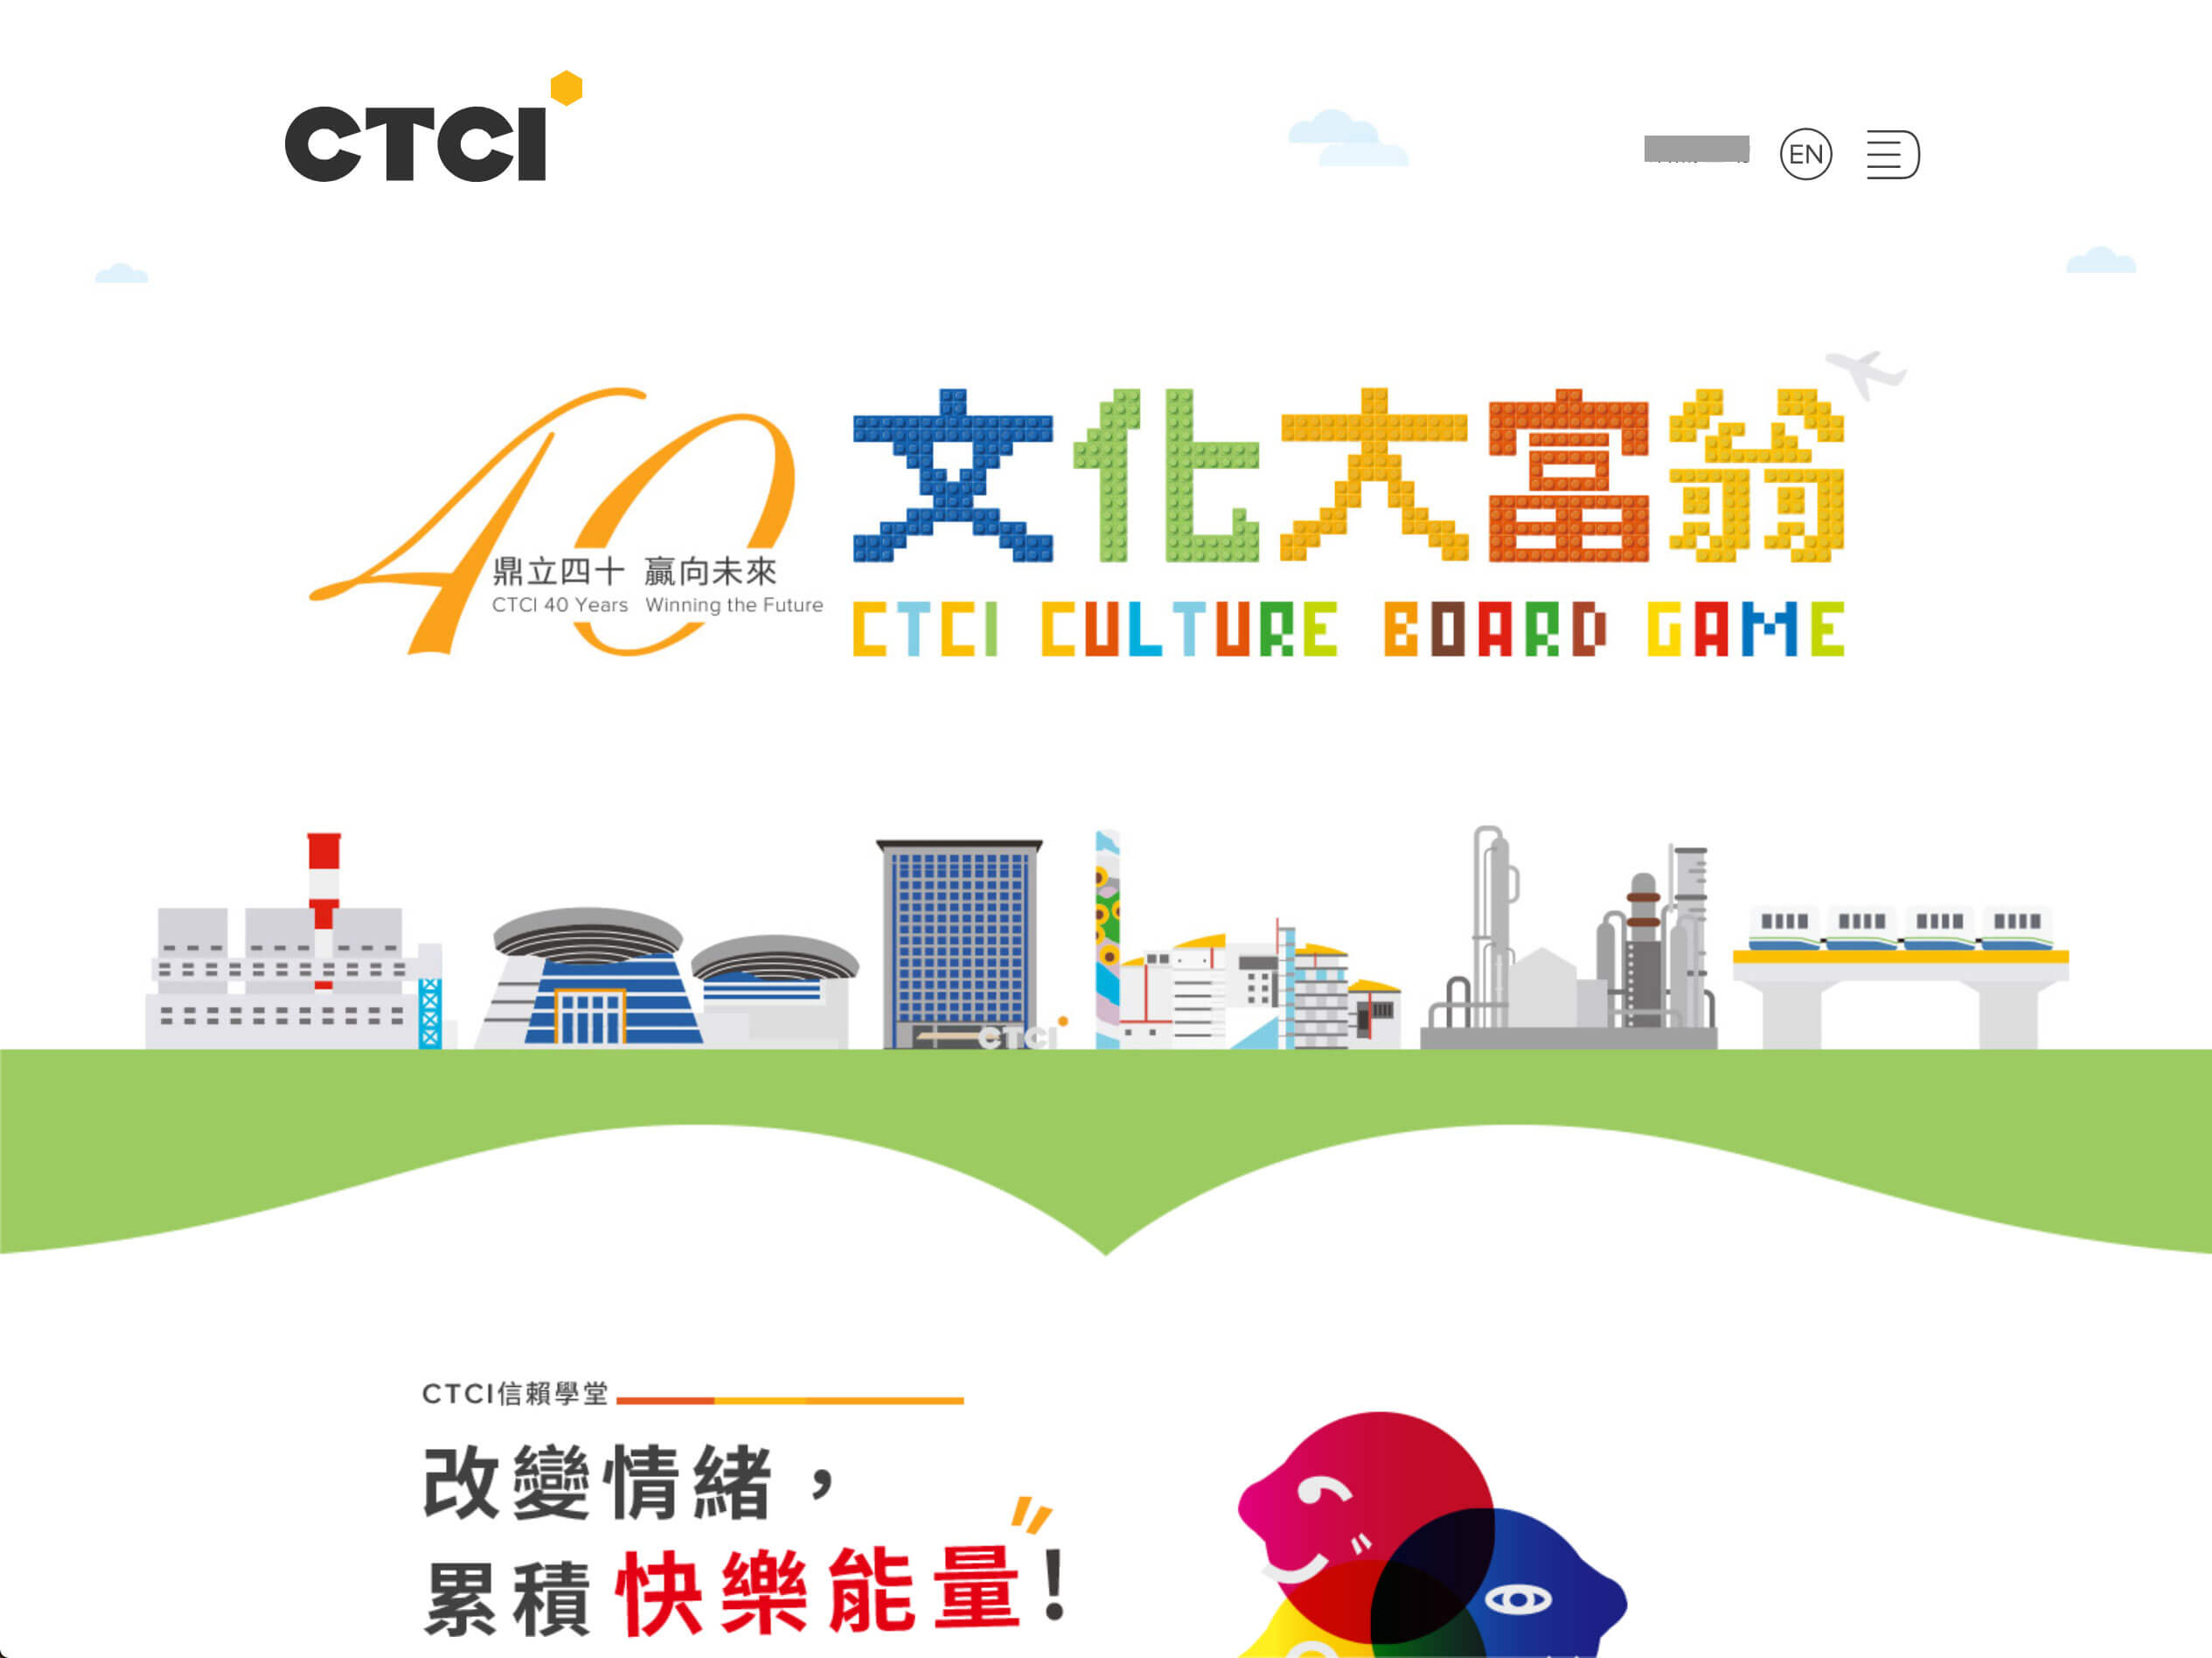 CTCI
EN
文化大富翁
鼎立四十 贏向未來
CTCI 40 Years Winning the Future
CTCI CULTURE BOARD GAME
CTCI
CTCI信賴學堂
改變情緒，
累積快樂能量！